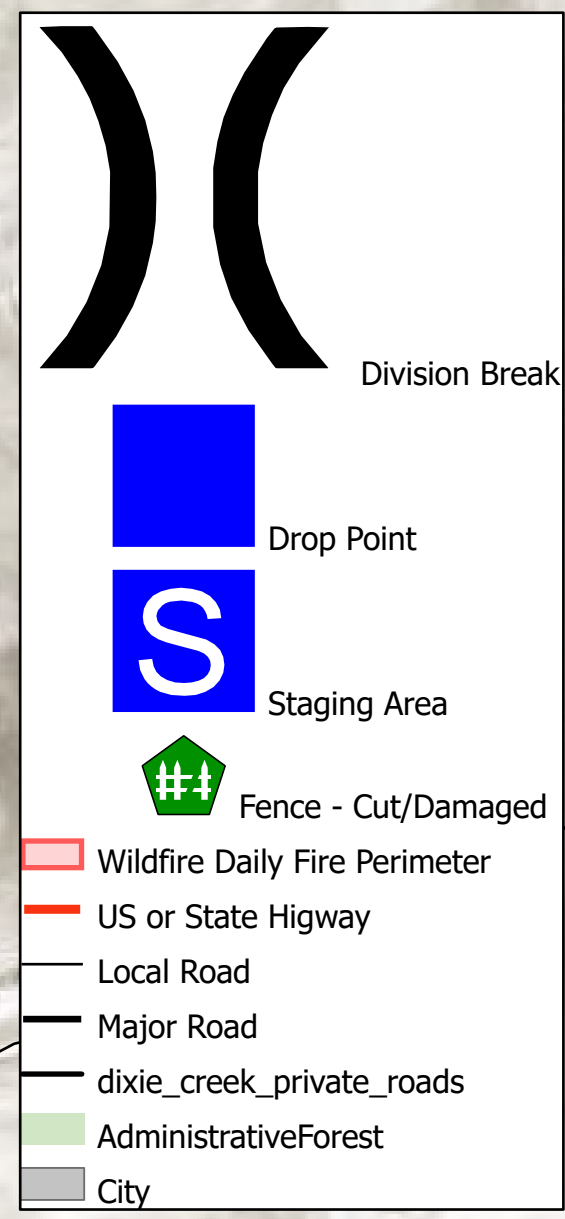 Division Break
Drop Point
S
Staging Area
Fence - Cut/Damaged
Wildfire Daily Fire Perimeter
US or State Higway
Local Road
Major Road
dixie_creek_private_roads
AdministrativeForest
City